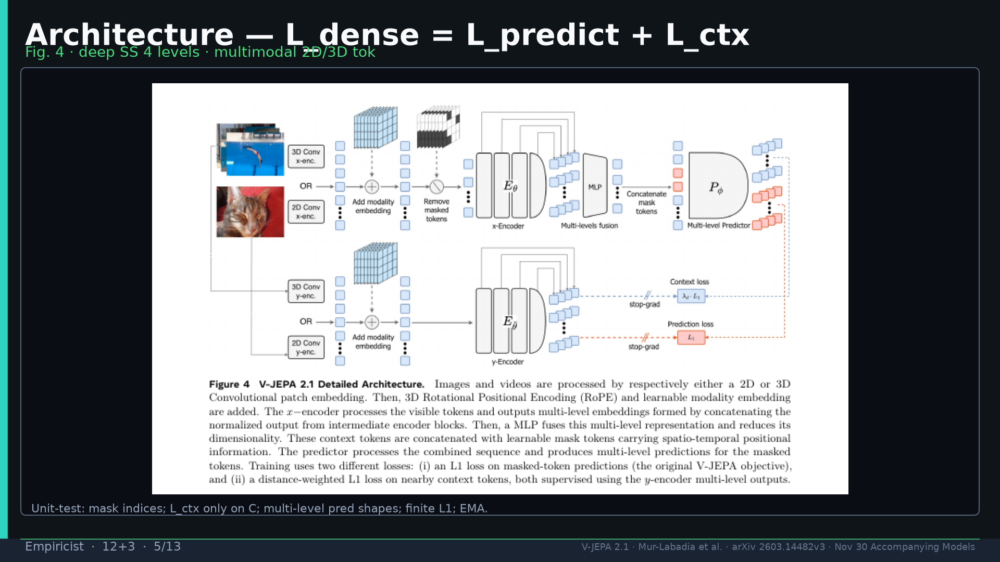 Architecture — L_dense = L_predict + L_ctx
Fig. 4 · deep SS 4 levels · multimodal 2D/3D tok
3D Conv
x-enc.
OR
2D Conv
x-enc.
Add modality
embedding
Remove
masked
tokens
E_θ
x-Encoder
Multi-levels fusion
MLP
Concatenate
mask
tokens
P_ϕ
Multi-level Predictor
3D Conv
y-enc.
OR
2D Conv
y-enc.
Add modality
embedding
E_θ̄
y-Encoder
stop-grad
Context loss
λ_d · L₁
stop-grad
Prediction loss
L₁
Figure 4 V-JEPA 2.1 Detailed Architecture. Images and videos are processed by respectively either a 2D or 3D
Convolutional patch embedding. Then, 3D Rotational Positional Encoding (RoPE) and learnable modality embedding
are added. The x−encoder processes the visible tokens and outputs multi-level embeddings formed by concatenating the
normalized output from intermediate encoder blocks. Then, a MLP fuses this multi-level representation and reduces its
dimensionality. These context tokens are concatenated with learnable mask tokens carrying spatio-temporal positional
information. The predictor processes the combined sequence and produces multi-level predictions for the masked
tokens. Training uses two different losses: (i) an L1 loss on masked-token predictions (the original V-JEPA objective),
and (ii) a distance-weighted L1 loss on nearby context tokens, both supervised using the y-encoder multi-level outputs.
Unit-test: mask indices; L_ctx only on C; multi-level pred shapes; finite L1; EMA.
Empiricist · 12+3 · 5/13
V-JEPA 2.1 · Mur-Labadia et al. · arXiv 2603.14482v3 · Nov 30 Accompanying Models